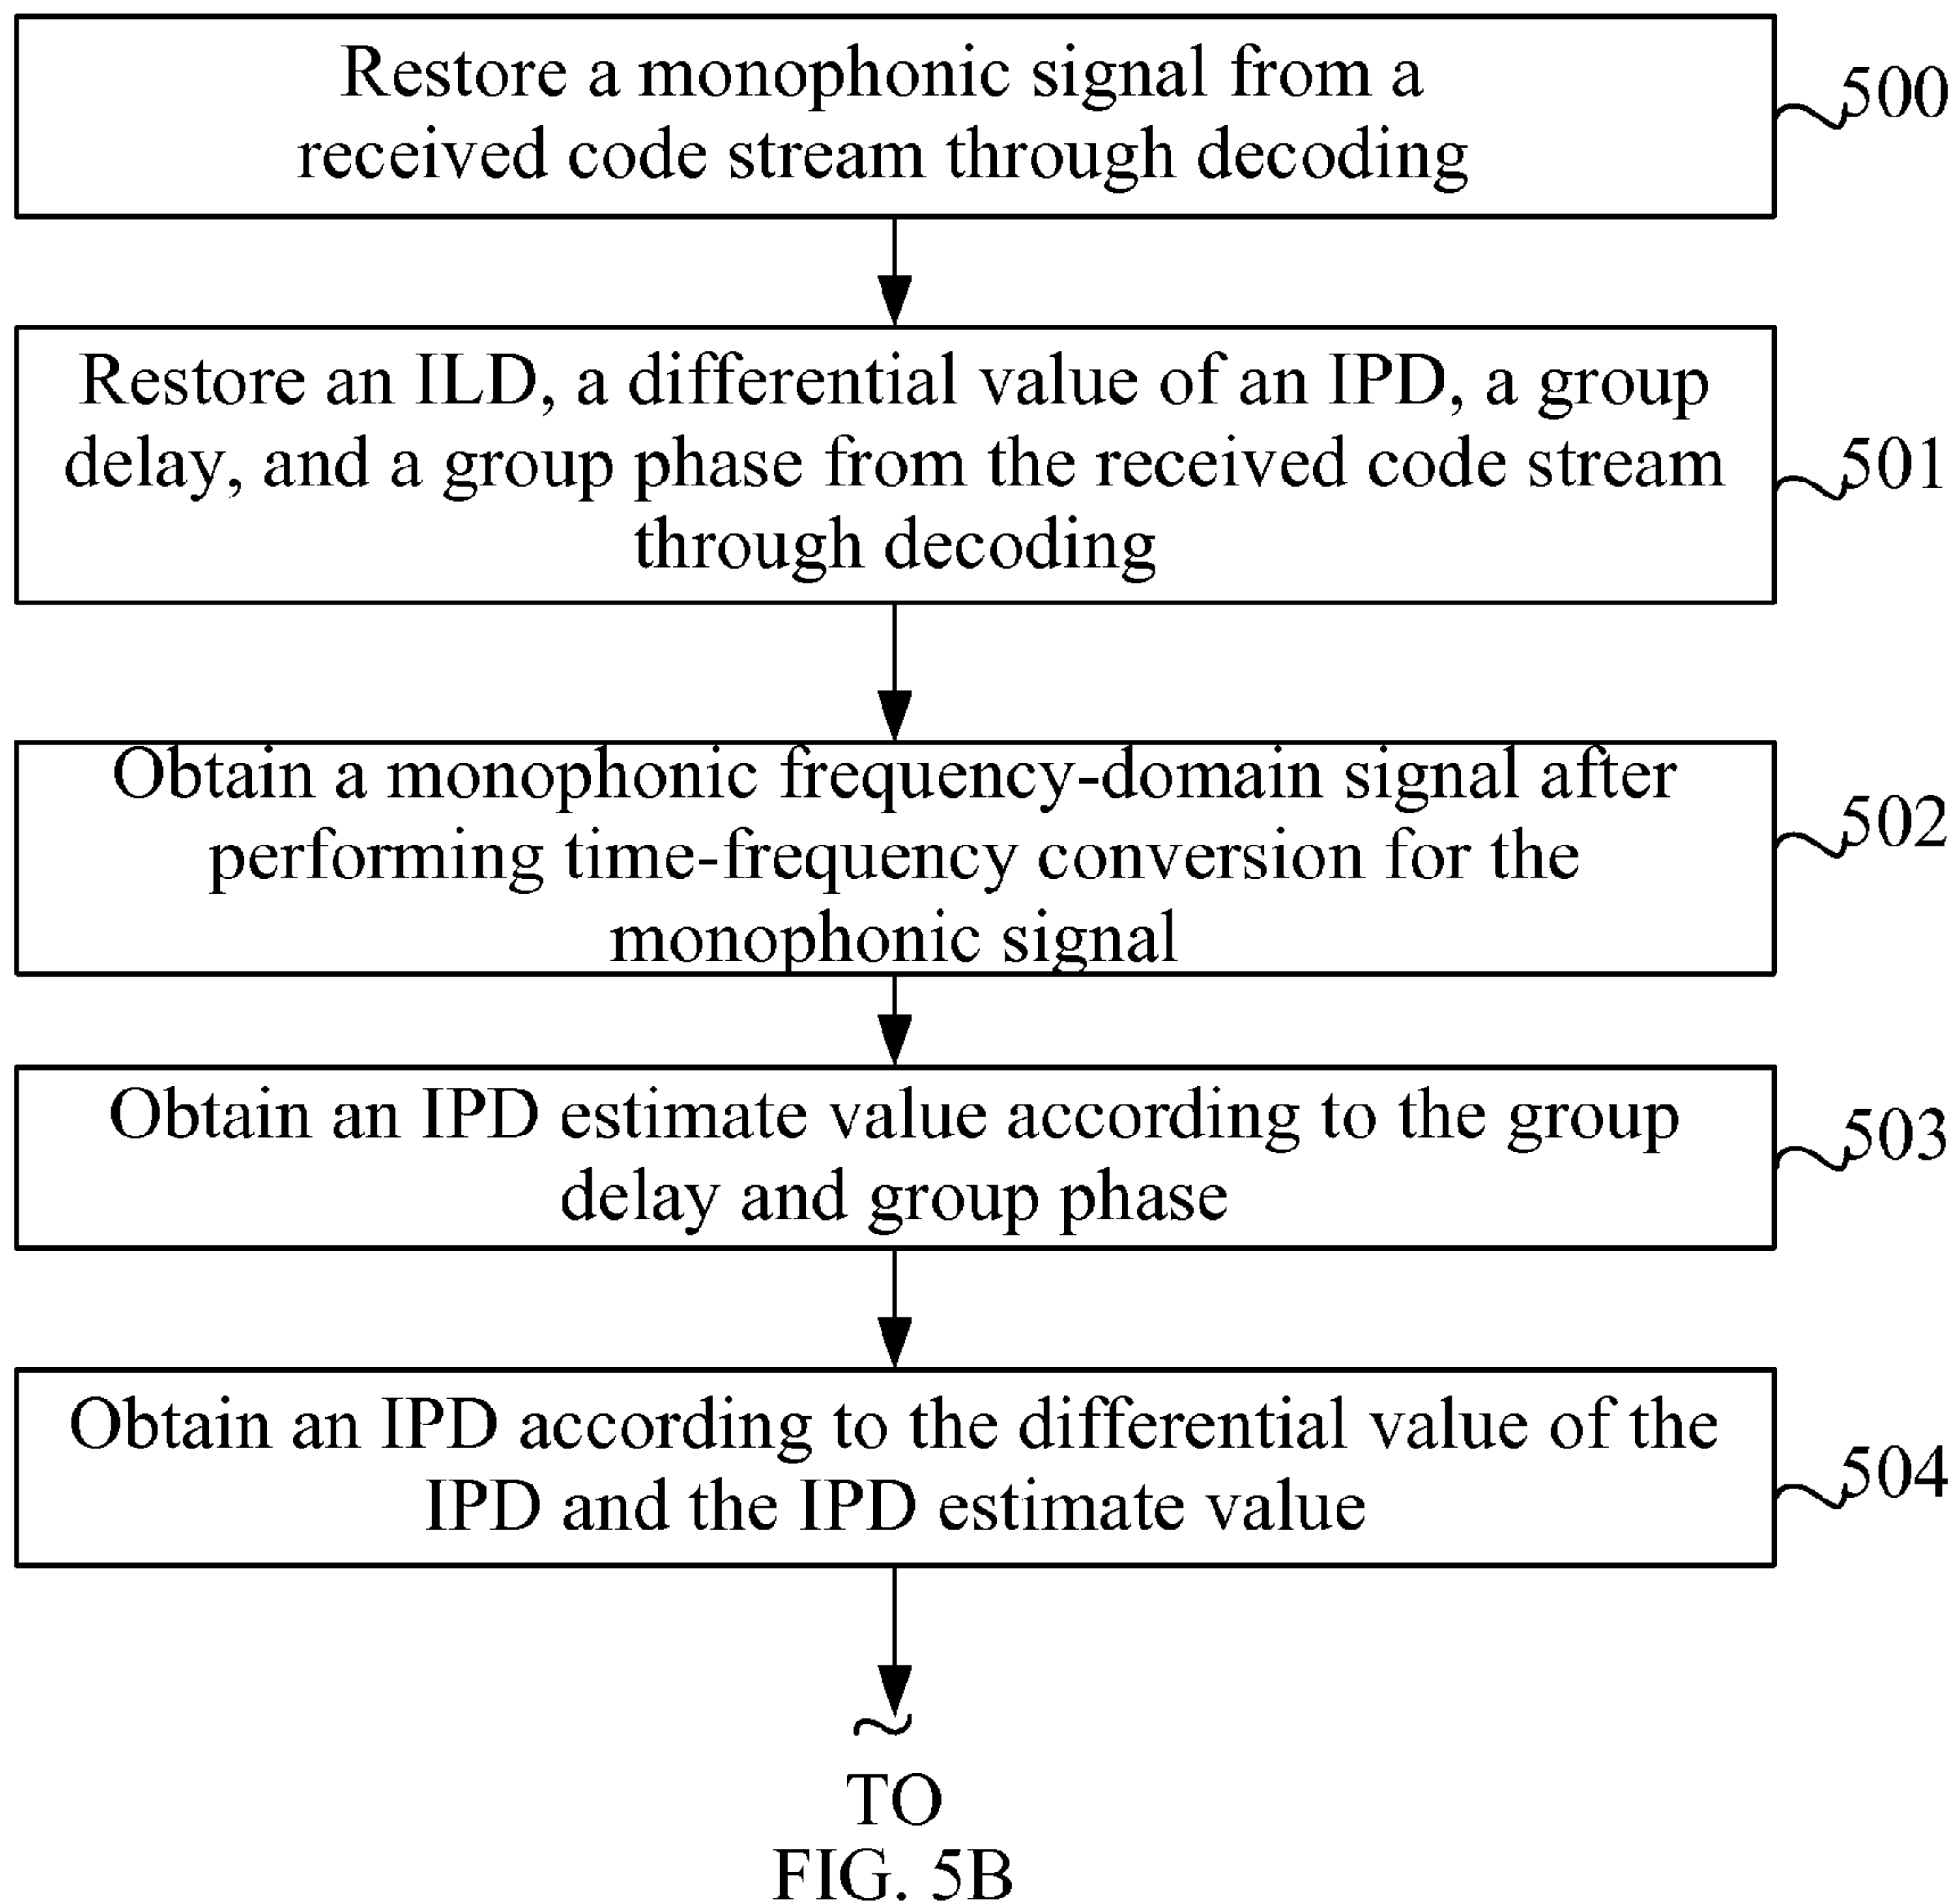 Restore a monophonic signal from a
received code stream through decoding
500
Restore an ILD, a differential value of an IPD, a group
delay, and a group phase from the received code stream
through decoding
501
Obtain a monophonic frequency-domain signal after
performing time-frequency conversion for the
monophonic signal
502
Obtain an IPD estimate value according to the group
delay and group phase
503
Obtain an IPD according to the differential value of the
IPD and the IPD estimate value
504
TO
FIG. 5B